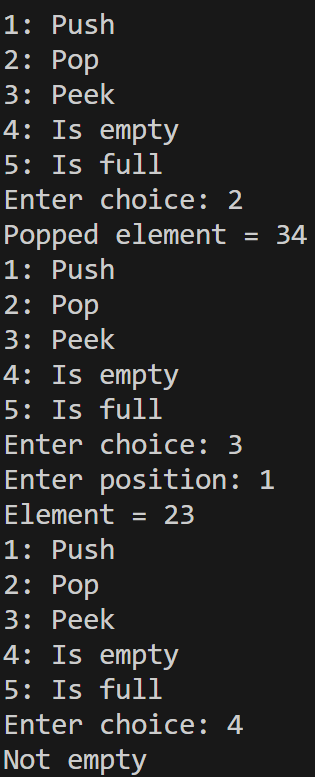 1: Push
2: Pop
3: Peek
4: Is empty
5: Is full
Enter choice: 2
Popped element = 34
1: Push
2: Pop
3: Peek
4: Is empty
5: Is full
Enter choice: 3
Enter position: 1
Element = 23
1: Push
2: Pop
3: Peek
4: Is empty
5: Is full
Enter choice: 4
Not empty